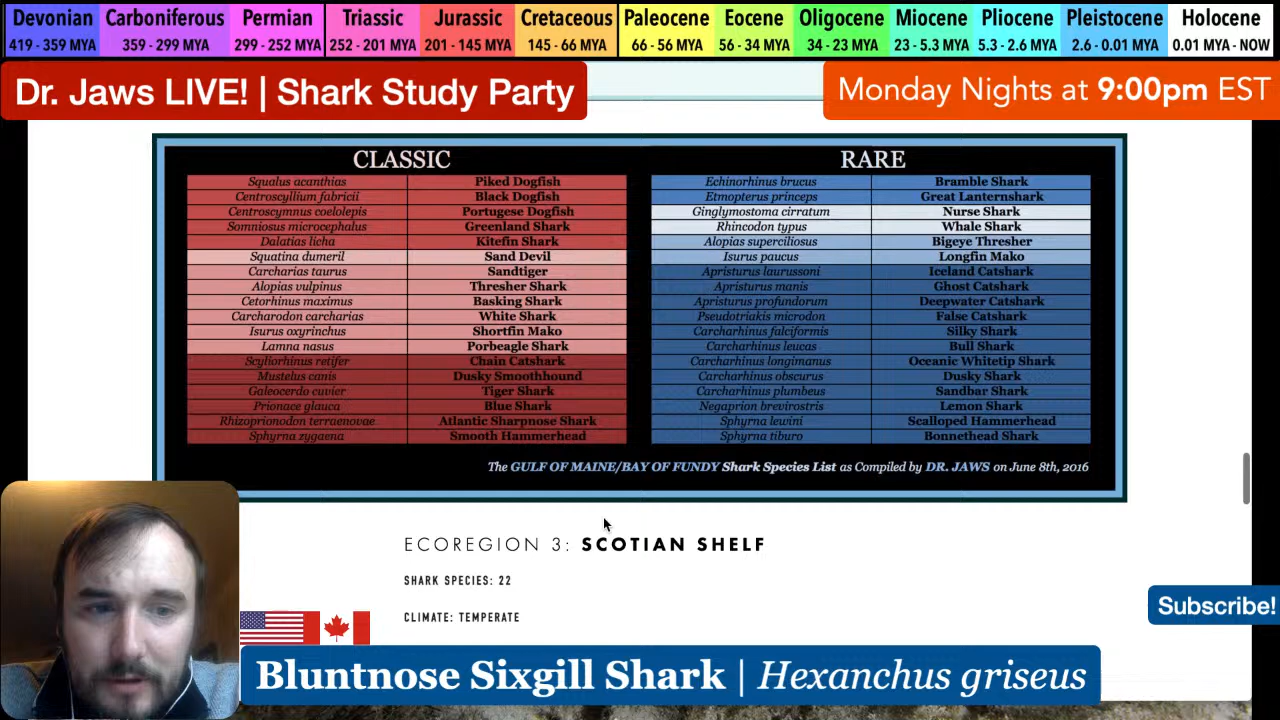 Devonian Carboniferous Permian Triassic Jurassic Cretaceous Paleocene Eocene Oligocene Miocene Pliocene Pleistocene Holocene
419 - 359 MYA 359 - 299 MYA 299 - 252 MYA 252 - 201 MYA 201 - 145 MYA 145 - 66 MYA 66 - 56 MYA 56 - 34 MYA 34 - 23 MYA 23 - 5.3 MYA 5.3 - 2.6 MYA 2.6 - 0.01 MYA 0.01 MYA - NOW
Dr. Jaws LIVE! | Shark Study Party
Monday Nights at 9:00pm EST
CLASSIC
Squalus acanthias Piked Dogfish
Centroscyllium fabricii Black Dogfish
Centroscymnus coelolepis Portugese Dogfish
Somniosus microcephalus Greenland Shark
Dalatias licha Kitefin Shark
Squatina dumeril Sand Devil
Carcharias taurus Sandtiger
Alopias vulpinus Thresher Shark
Cetorhinus maximus Basking Shark
Carcharodon carcharias White Shark
Isurus oxyrinchus Shortfin Mako
Lamna nasus Porbeagle Shark
Scyliorhinus retifer Chain Catshark
Mustelus canis Dusky Smoothhound
Galeocerdo cuvier Tiger Shark
Prionace glauca Blue Shark
Rhizoprionodon terraenovae Atlantic Sharpnose Shark
Sphyrna zygaena Smooth Hammerhead
RARE
Echinorhinus brucus Bramble Shark
Etmopterus princeps Great Lanternshark
Ginglymostoma cirratum Nurse Shark
Rhincodon typus Whale Shark
Alopias superciliosus Bigeye Thresher
Isurus paucus Longfin Mako
Apristurus laurussoni Iceland Catshark
Apristurus manis Ghost Catshark
Apristurus profundorum Deepwater Catshark
Pseudotriakis microdon False Catshark
Carcharhinus falciformis Silky Shark
Carcharhinus leucas Bull Shark
Carcharhinus longimanus Oceanic Whitetip Shark
Carcharhinus obscurus Dusky Shark
Carcharhinus plumbeus Sandbar Shark
Negaprion brevirostris Lemon Shark
Sphyrna lewini Scalloped Hammerhead
Sphyrna tiburo Bonnethead Shark
The GULF OF MAINE/BAY OF FUNDY Shark Species List as Compiled by DR. JAWS on June 8th, 2016
ECOREGION 3: SCOTIAN SHELF
SHARK SPECIES: 22
CLIMATE: TEMPERATE
Subscribe!
Bluntnose Sixgill Shark | Hexanchus griseus